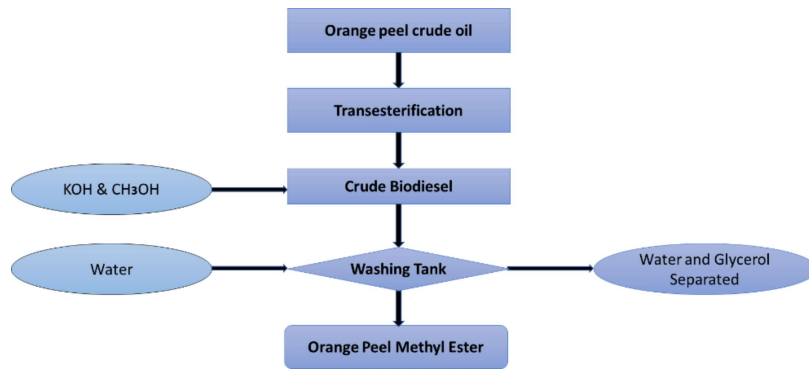 Orange peel crude oil
Transesterification
KOH & CH3OH
Crude Biodiesel
Water
Washing Tank
Water and Glycerol
Separated
Orange Peel Methyl Ester